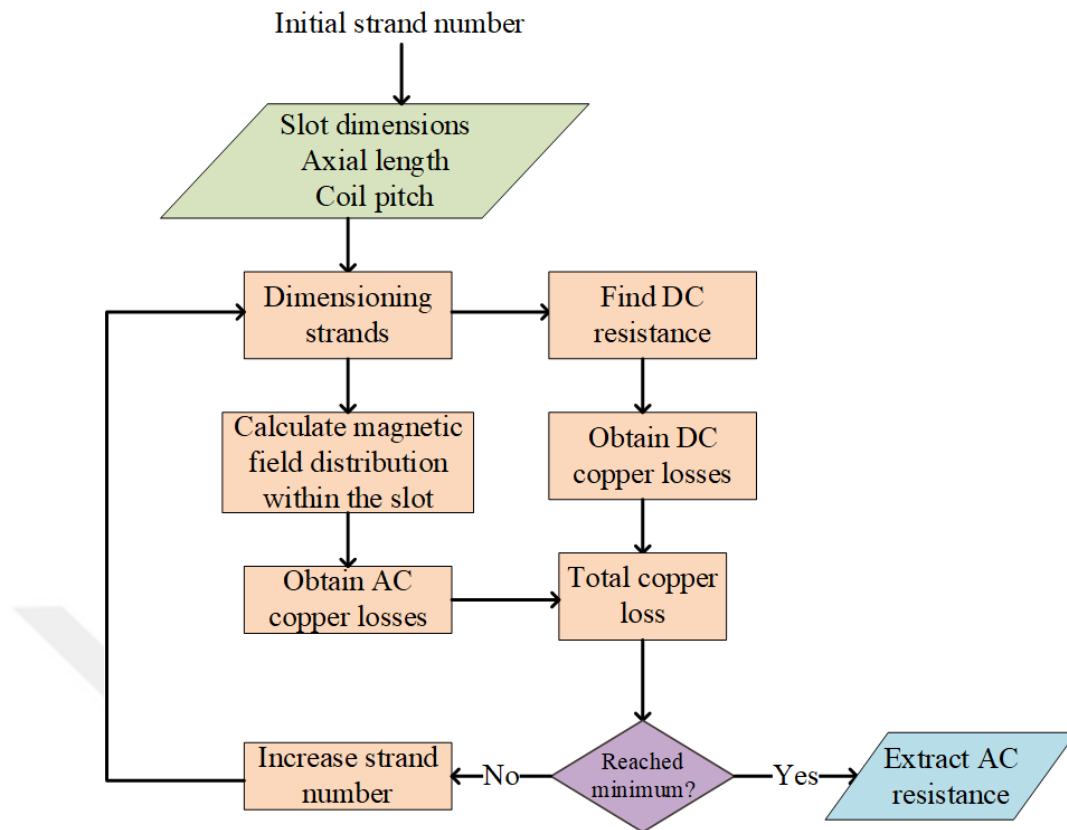 Initial strand number
Slot dimensions
Axial length
Coil pitch
Dimensioning
strands
Find DC
resistance
Calculate magnetic
field distribution
within the slot
Obtain DC
copper losses
Obtain AC
copper losses
Total copper
loss
Increase strand
number
No
Reached
minimum?
Yes
Extract AC
resistance